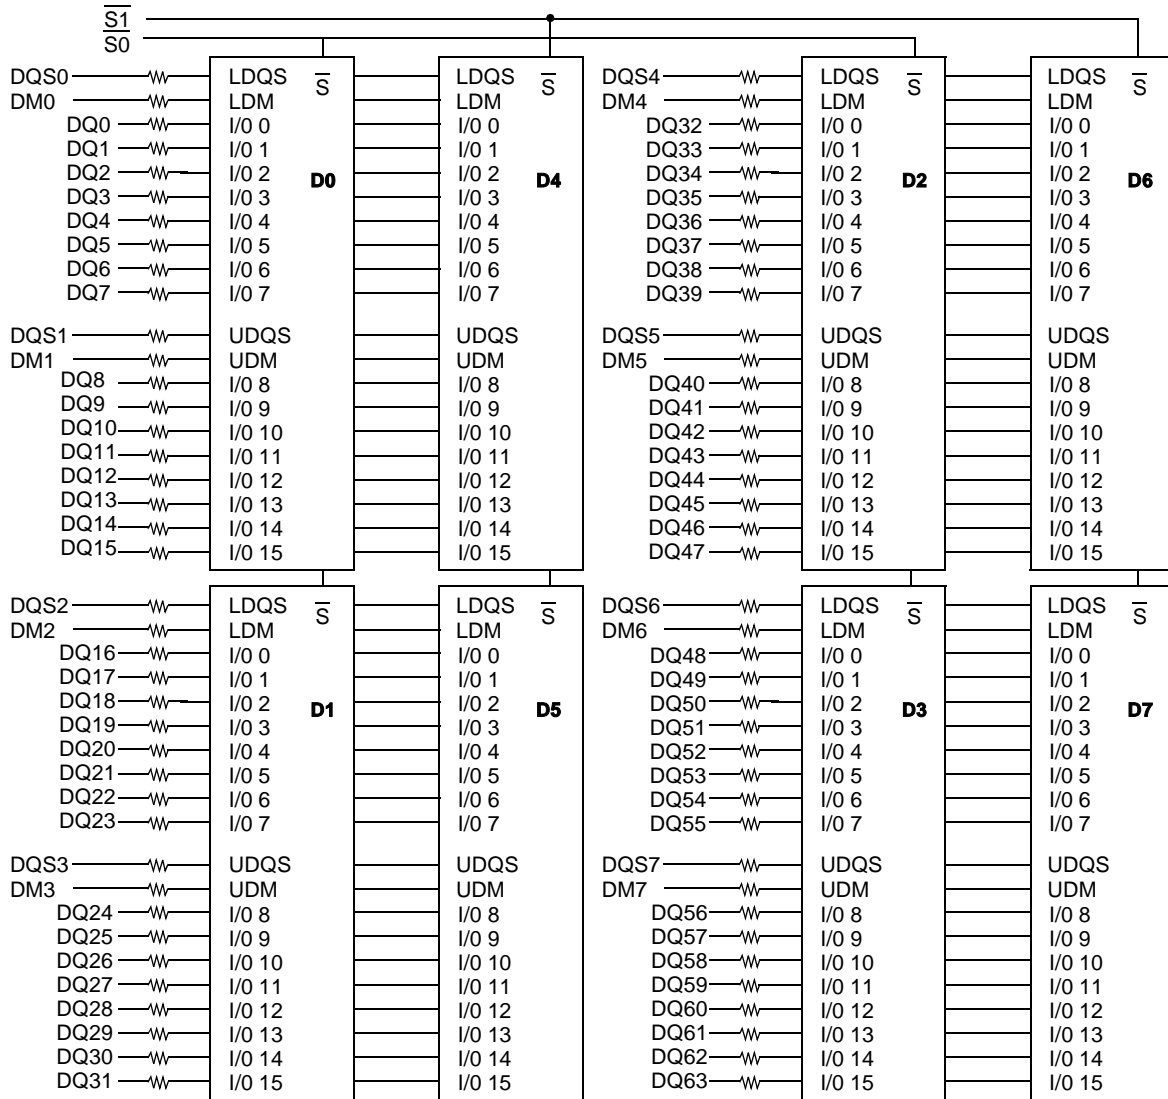 S̅1̅
S̅0̅
DQS0 LDQS S̅ LDQS S̅ DQS4 LDQS S̅ LDQS S̅
DM0 LDM LDM DM4 LDM LDM
DQ0 I/0 0 I/0 0 DQ32 I/0 0 I/0 0
DQ1 I/0 1 I/0 1 DQ33 I/0 1 I/0 1
DQ2 I/0 2 D0 I/0 2 D4 DQ34 I/0 2 D2 I/0 2 D6
DQ3 I/0 3 I/0 3 DQ35 I/0 3 I/0 3
DQ4 I/0 4 I/0 4 DQ36 I/0 4 I/0 4
DQ5 I/0 5 I/0 5 DQ37 I/0 5 I/0 5
DQ6 I/0 6 I/0 6 DQ38 I/0 6 I/0 6
DQ7 I/0 7 I/0 7 DQ39 I/0 7 I/0 7
DQS1 UDQS UDQS DQS5 UDQS UDQS
DM1 UDM UDM DM5 UDM UDM
DQ8 I/0 8 I/0 8 DQ40 I/0 8 I/0 8
DQ9 I/0 9 I/0 9 DQ41 I/0 9 I/0 9
DQ10 I/0 10 I/0 10 DQ42 I/0 10 I/0 10
DQ11 I/0 11 I/0 11 DQ43 I/0 11 I/0 11
DQ12 I/0 12 I/0 12 DQ44 I/0 12 I/0 12
DQ13 I/0 13 I/0 13 DQ45 I/0 13 I/0 13
DQ14 I/0 14 I/0 14 DQ46 I/0 14 I/0 14
DQ15 I/0 15 I/0 15 DQ47 I/0 15 I/0 15
DQS2 LDQS S̅ LDQS S̅ DQS6 LDQS S̅ LDQS S̅
DM2 LDM LDM DM6 LDM LDM
DQ16 I/0 0 I/0 0 DQ48 I/0 0 I/0 0
DQ17 I/0 1 I/0 1 DQ49 I/0 1 I/0 1
DQ18 I/0 2 D1 I/0 2 D5 DQ50 I/0 2 D3 I/0 2 D7
DQ19 I/0 3 I/0 3 DQ51 I/0 3 I/0 3
DQ20 I/0 4 I/0 4 DQ52 I/0 4 I/0 4
DQ21 I/0 5 I/0 5 DQ53 I/0 5 I/0 5
DQ22 I/0 6 I/0 6 DQ54 I/0 6 I/0 6
DQ23 I/0 7 I/0 7 DQ55 I/0 7 I/0 7
DQS3 UDQS UDQS DQS7 UDQS UDQS
DM3 UDM UDM DM7 UDM UDM
DQ24 I/0 8 I/0 8 DQ56 I/0 8 I/0 8
DQ25 I/0 9 I/0 9 DQ57 I/0 9 I/0 9
DQ26 I/0 10 I/0 10 DQ58 I/0 10 I/0 10
DQ27 I/0 11 I/0 11 DQ59 I/0 11 I/0 11
DQ28 I/0 12 I/0 12 DQ60 I/0 12 I/0 12
DQ29 I/0 13 I/0 13 DQ61 I/0 13 I/0 13
DQ30 I/0 14 I/0 14 DQ62 I/0 14 I/0 14
DQ31 I/0 15 I/0 15 DQ63 I/0 15 I/0 15